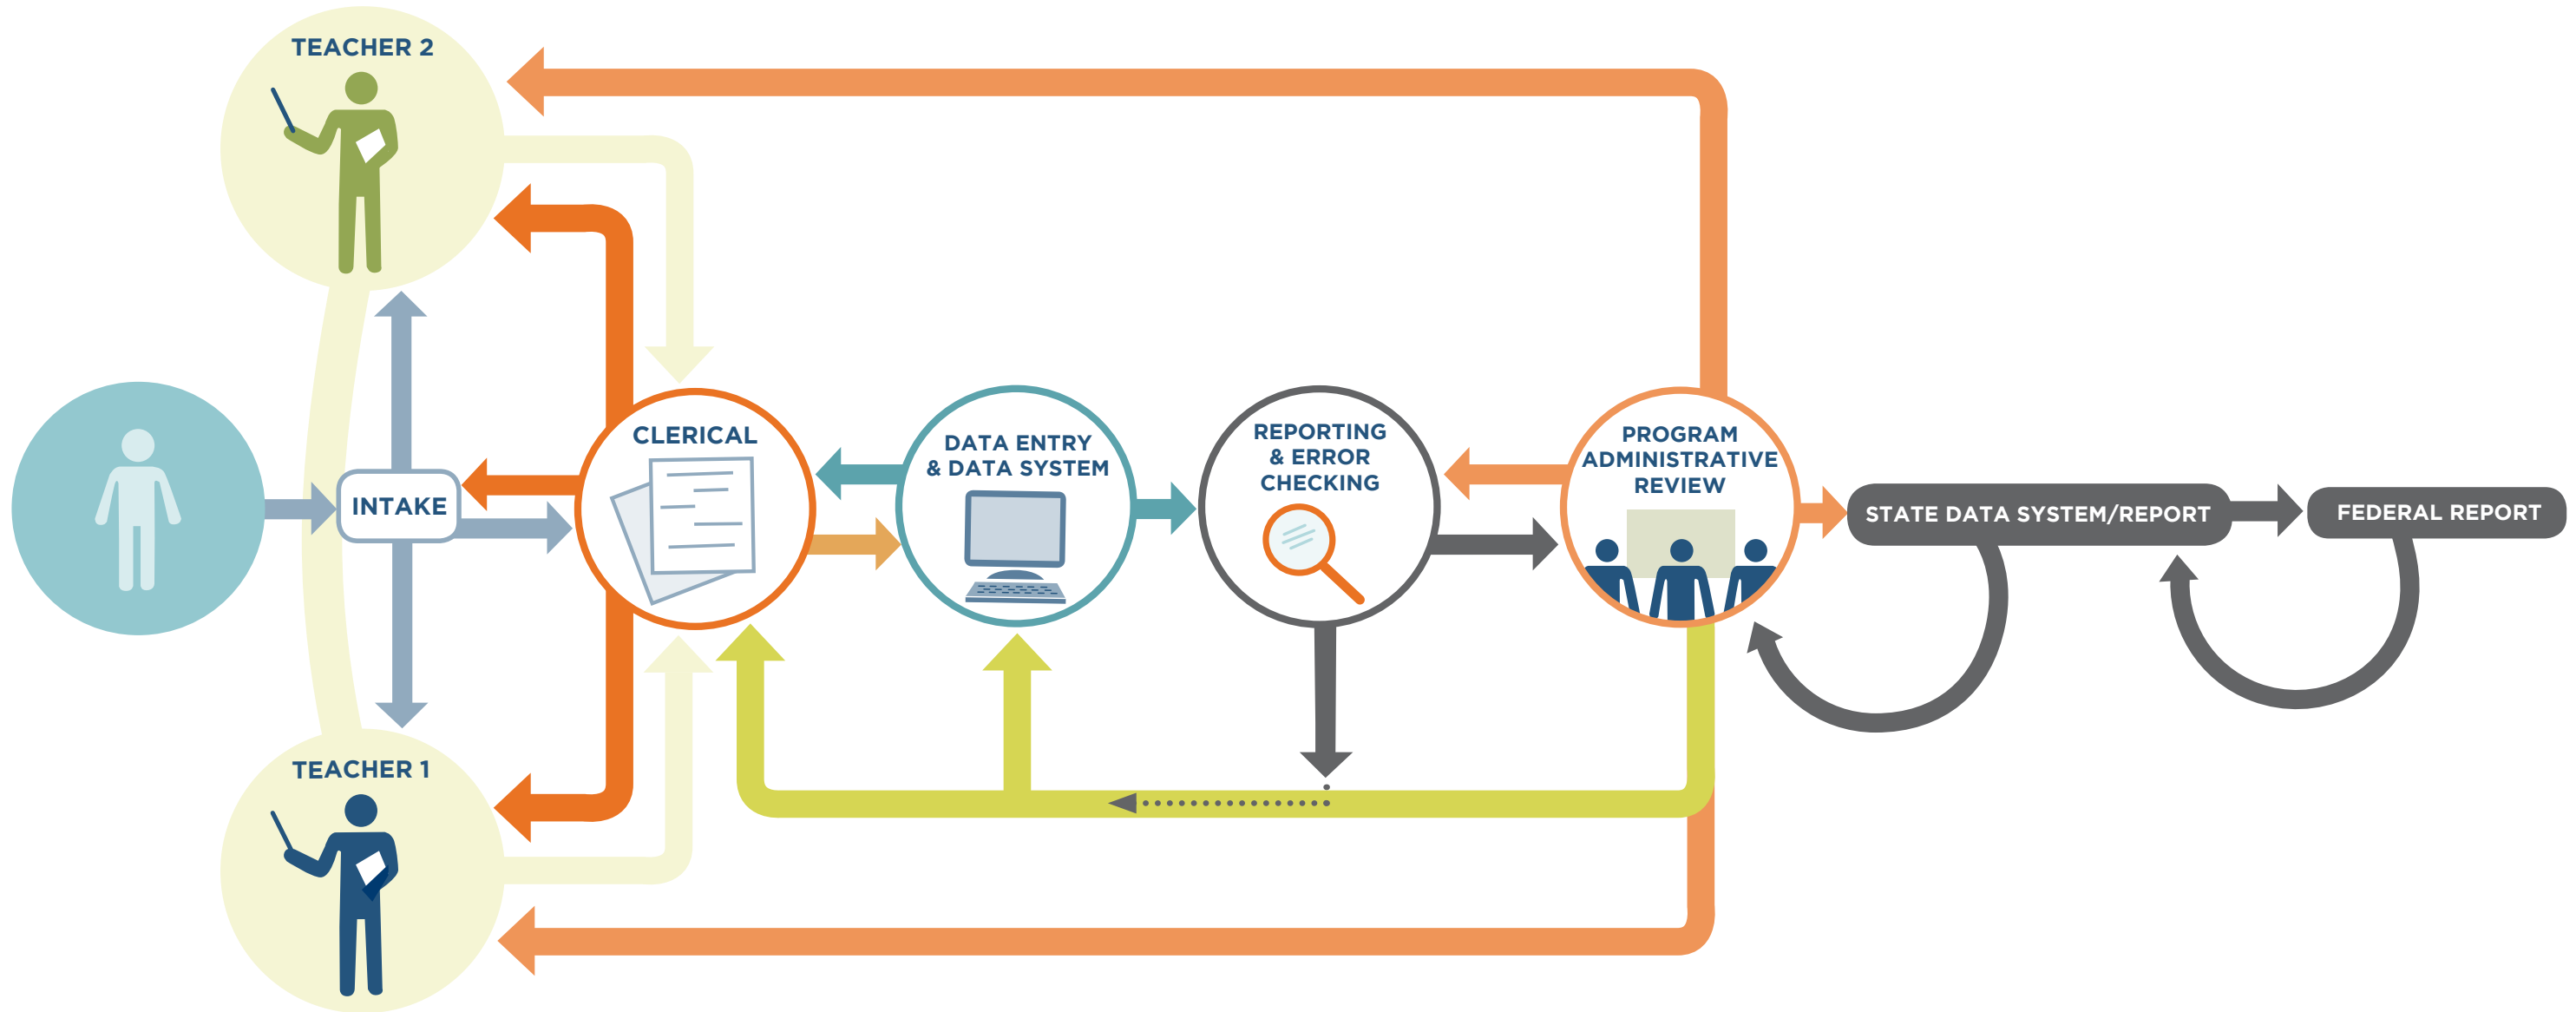 TEACHER 2
INTAKE
CLERICAL
DATA ENTRY
& DATA SYSTEM
REPORTING
& ERROR
CHECKING
PROGRAM
ADMINISTRATIVE
REVIEW
STATE DATA SYSTEM/REPORT
FEDERAL REPORT
TEACHER 1